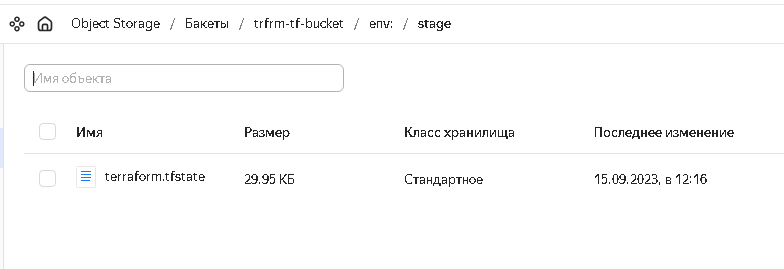 Object Storage / Бакеты / trfrm-tf-bucket / env: / stage
Имя объекта
Имя Размер Класс хранилища Последнее изменение
terraform.tfstate 29.95 КБ Стандартное 15.09.2023, в 12:16